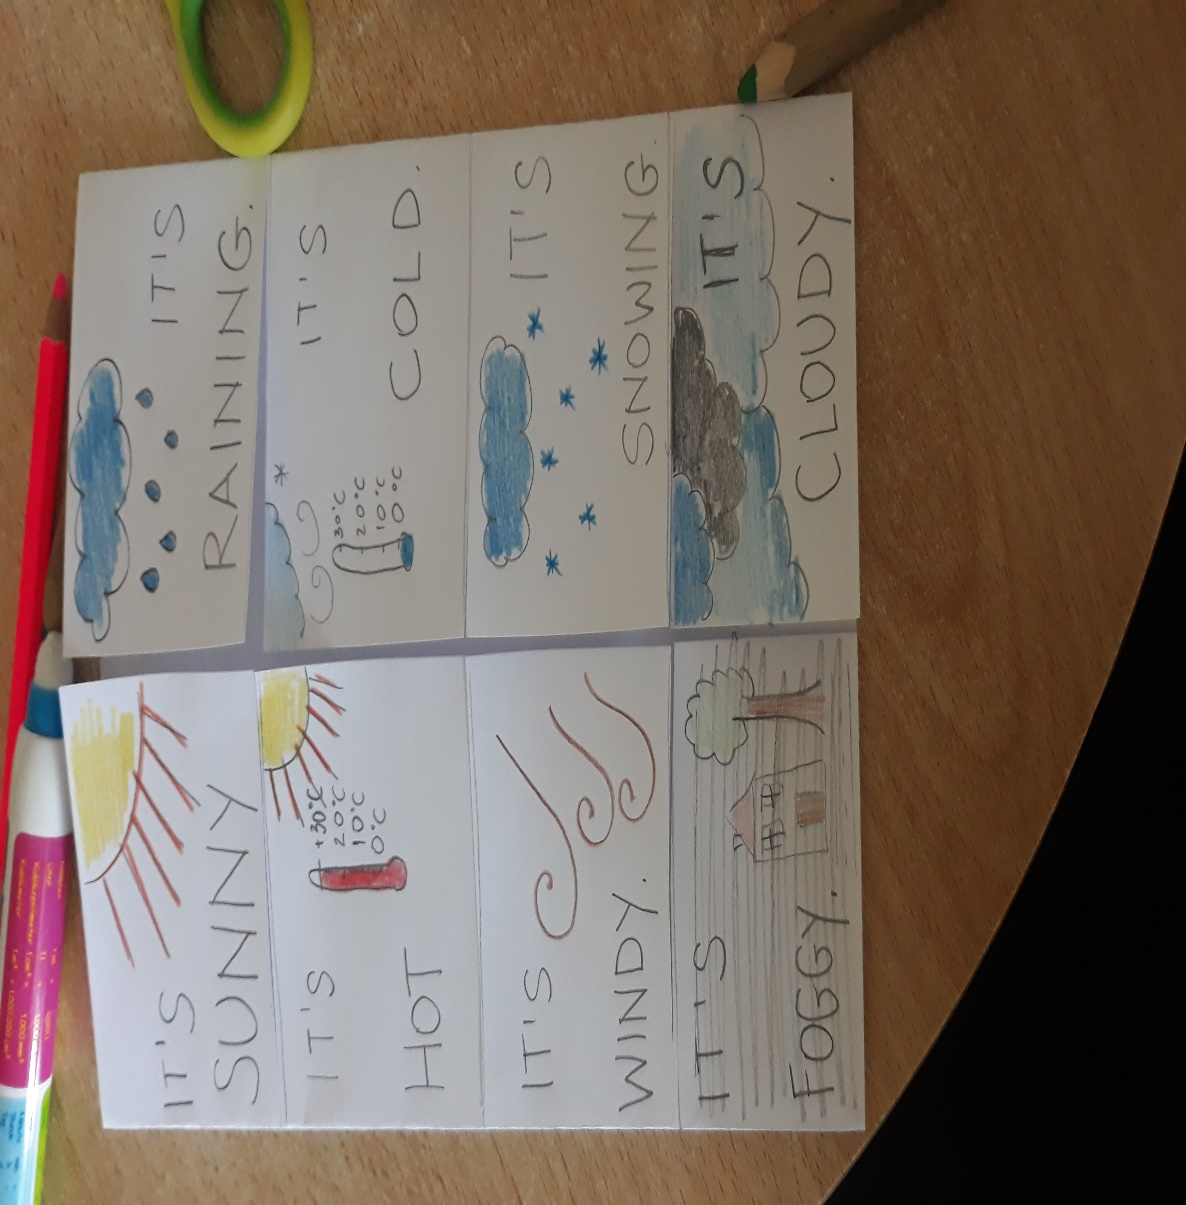 IT'S
SUNNY
IT'S
RAINING.
+30°C
20°C
10°C
0°C
IT'S
HOT
30°C
20°C
10°C
0°C
IT'S
COLD.
IT'S
WINDY.
IT'S
SNOWING.
IT'S
FOGGY.
IT'S
CLOUDY.